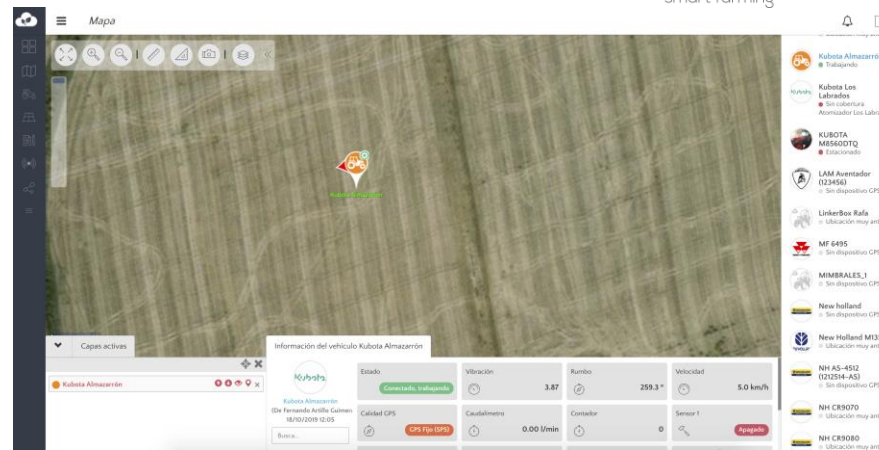 smart farming
Mapa
Kubota Almazarrón
Capas activas
Kubota Almazarrón
Información del vehículo Kubota Almazarrón
Kubota
Kubota Almazarrón
(De Fernando Artillo Guimen
18/10/2019 12:05
Busca...
Estado
Conectado, trabajando
Vibración
3.87
Rumbo
259.3 °
Velocidad
5.0 km/h
Calidad GPS
GPS Fijo (SPS)
Caudalímetro
0.00 l/min
Contador
0
Sensor 1
Apagado
Kubota Almazarró
Trabajando
Kubota
Kubota Los
Labrados
Sin cobertura
Atomizador Los Labra
KUBOTA
M8560DTQ
Estacionado
LAM Aventador
(123456)
Sin dispositivo GPS
LinkerBox Rafa
Ubicación muy ant
MF 6495
Sin dispositivo GPS
MIMBRALES_1
Sin dispositivo GPS
New holland
Sin dispositivo GPS
New Holland M13
Ubicación muy ant
NH AS-4512
(1212514-AS)
Sin dispositivo GPS
NH CR9070
Ubicación muy ant
NH CR9080
Ubicación muy ant